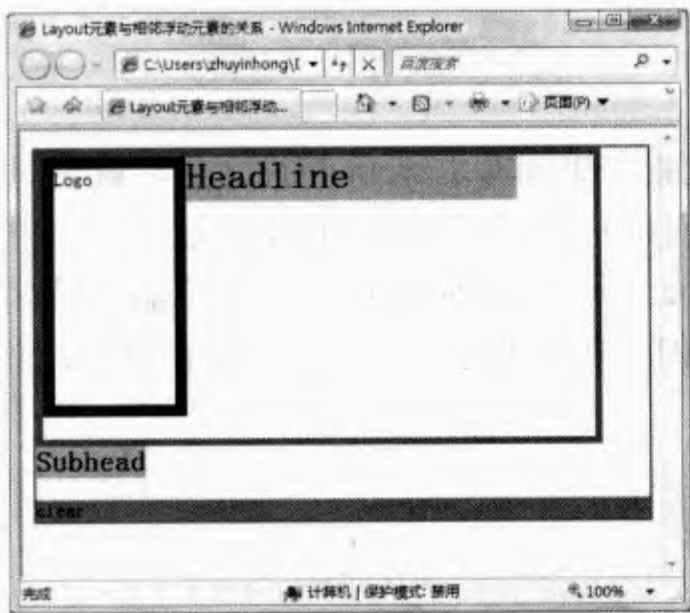 Layout元素与相邻浮动元素的关系 - Windows Internet Explorer
C:\Users\zhuyinhong\I
百度搜索
Layout元素与相邻浮动...
页面(P)
Logo
Headline
Subhead
clear
完成
计算机 | 保护模式: 禁用
100%